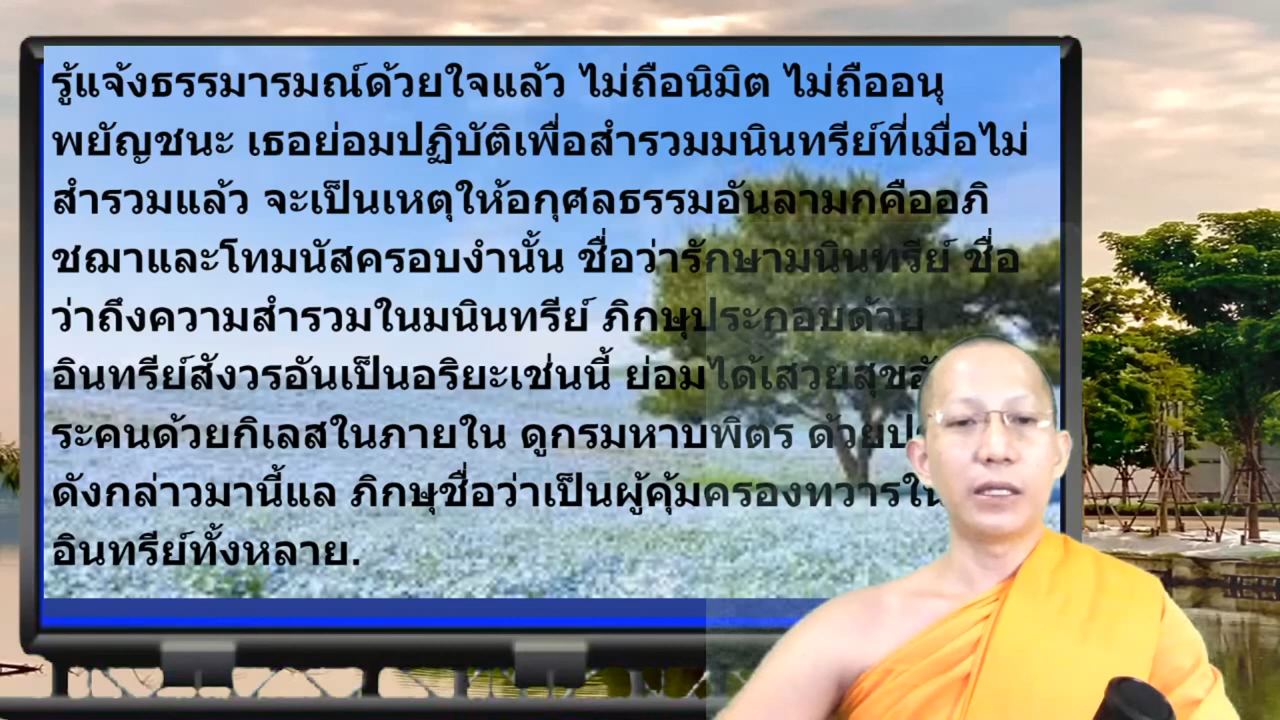 รู้แจ้งธรรมารมณ์ด้วยใจแล้ว ไม่ถือนิมิต ไม่ถืออนุ
พยัญชนะ เธอย่อมปฏิบัติเพื่อสำรวมมนินทรีย์ที่เมื่อไม่
สำรวมแล้ว จะเป็นเหตุให้อกุศลธรรมอันลามกคืออภิ
ชฌาและโทมนัสครอบงำนั้น ชื่อว่ารักษามนินทรีย์ ชื่อ
ว่าถึงความสำรวมในมนินทรีย์ ภิกษุประกอบด้วย
อินทรีย์สังวรอันเป็นอริยะเช่นนี้ ย่อมได้เสวยสุข
ระคนด้วยกิเลสในภายใน ดูกรมหาบพิตร ด้วย
ดังกล่าวมานี้แล ภิกษุชื่อว่าเป็นผู้คุ้มครองทวารใน
อินทรีย์ทั้งหลาย.